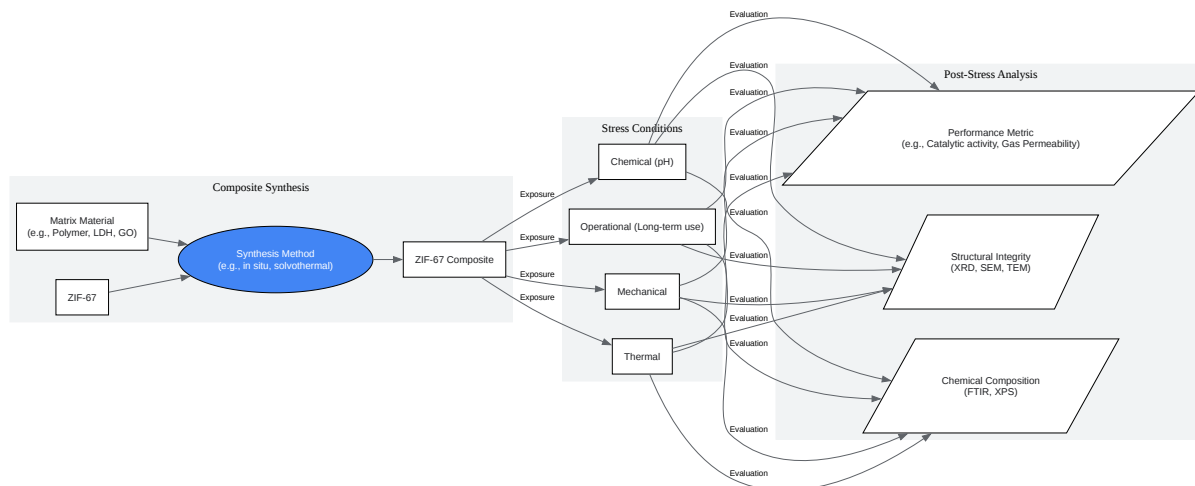 Composite Synthesis
Matrix Material
(e.g., Polymer, LDH, GO)
ZIF-67
Synthesis Method
(e.g., in situ, solvothermal)
ZIF-67 Composite
Exposure
Exposure
Exposure
Exposure
Stress Conditions
Chemical (pH)
Operational (Long-term use)
Mechanical
Thermal
Evaluation
Evaluation
Evaluation
Evaluation
Evaluation
Evaluation
Evaluation
Evaluation
Evaluation
Evaluation
Evaluation
Evaluation
Post-Stress Analysis
Performance Metric
(e.g., Catalytic activity, Gas Permeability)
Structural Integrity
(XRD, SEM, TEM)
Chemical Composition
(FTIR, XPS)